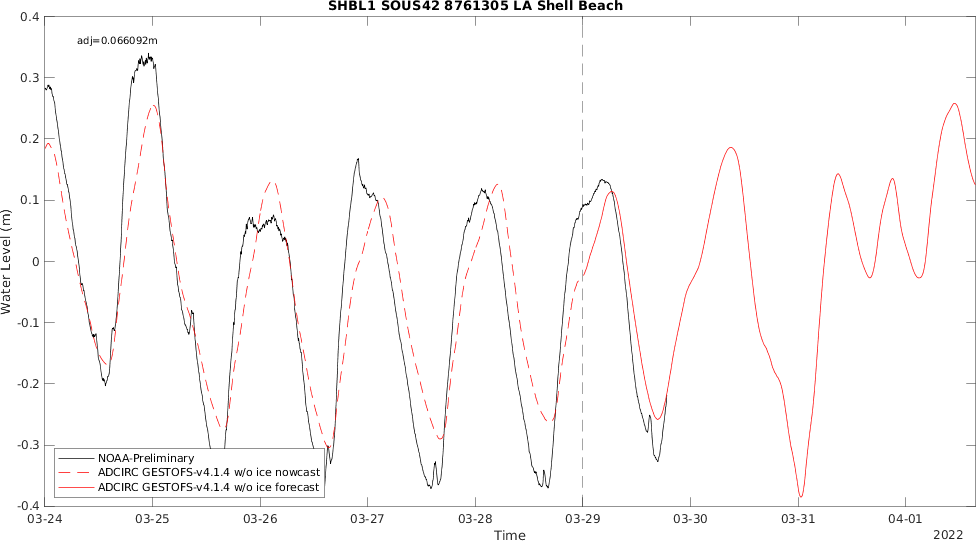 SHBL1 SOUS42 8761305 LA Shell Beach
adj=0.066092m
0.4
0.3
0.2
0.1
0
-0.1
-0.2
-0.3
-0.4
Water Level (m)
NOAA-Preliminary
ADCIRC GESTOFS-v4.1.4 w/o ice nowcast
ADCIRC GESTOFS-v4.1.4 w/o ice forecast
03-24 03-25 03-26 03-27 03-28 03-29 03-30 03-31 04-01
Time
2022